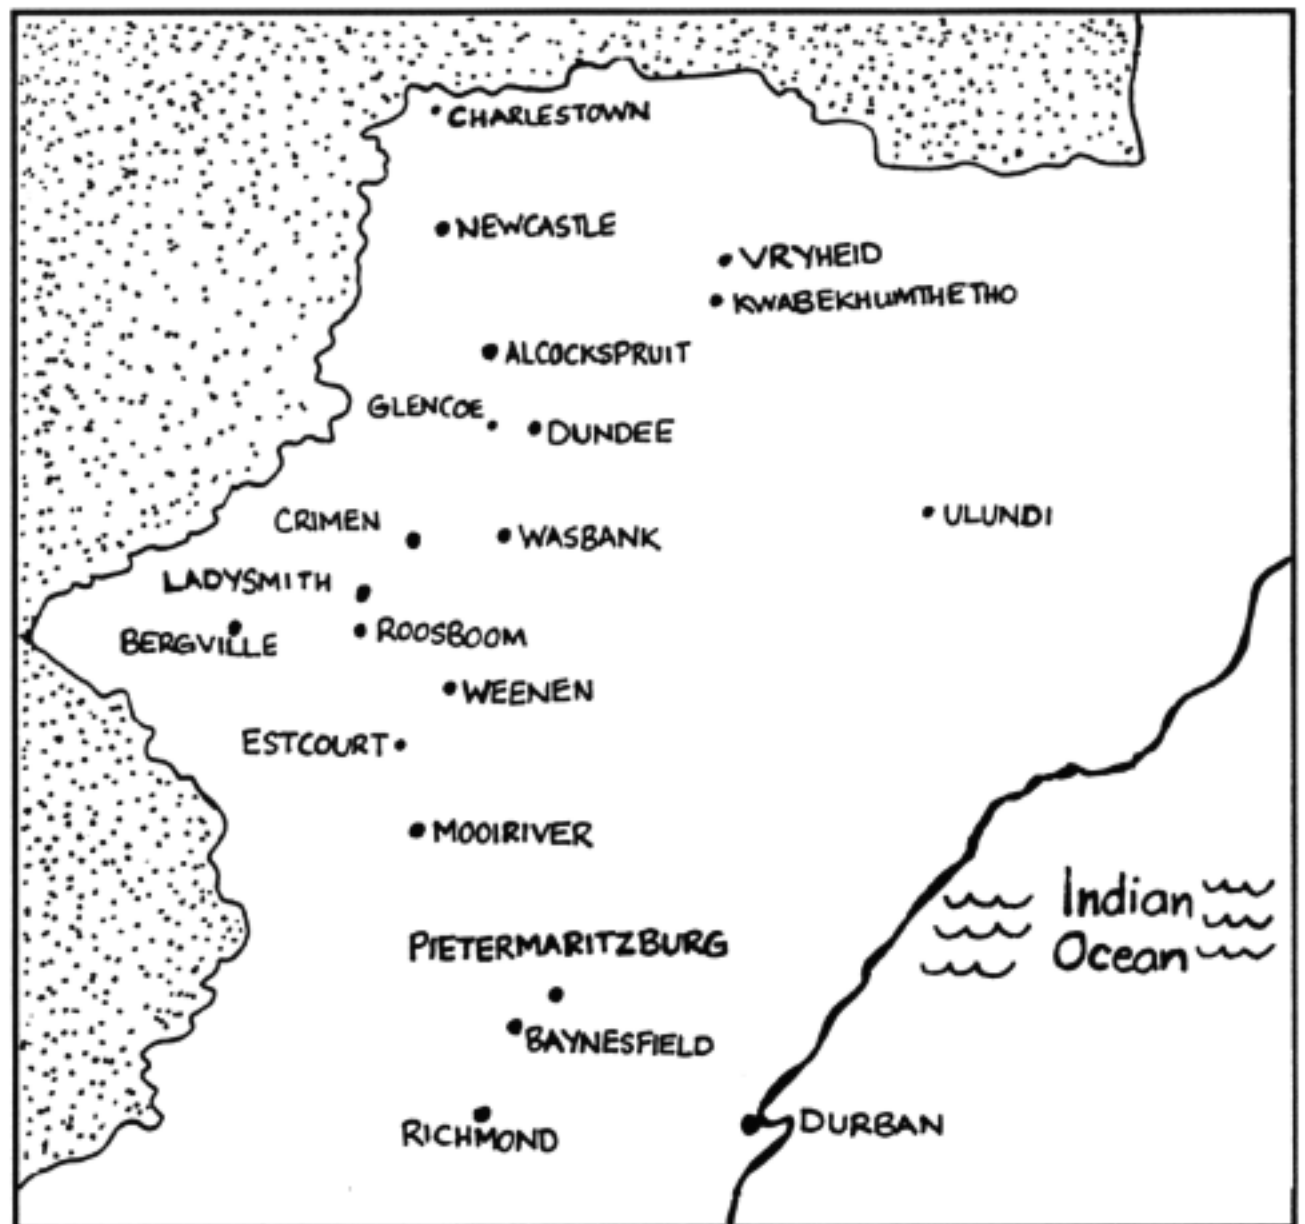 CHARLESTOWN
NEWCASTLE
VRYHEID
KWABEKHUMTHETHO
ALCOCKSPRUIT
GLENCOE
DUNDEE
ULUNDI
CRIMEN
WASBANK
LADYSMITH
BERGVILLE
ROOSBOOM
WEENEN
ESTCOURT
MOOIRIVER
Indian
Ocean
PIETERMARITZBURG
BAYNESFIELD
RICHMOND
DURBAN